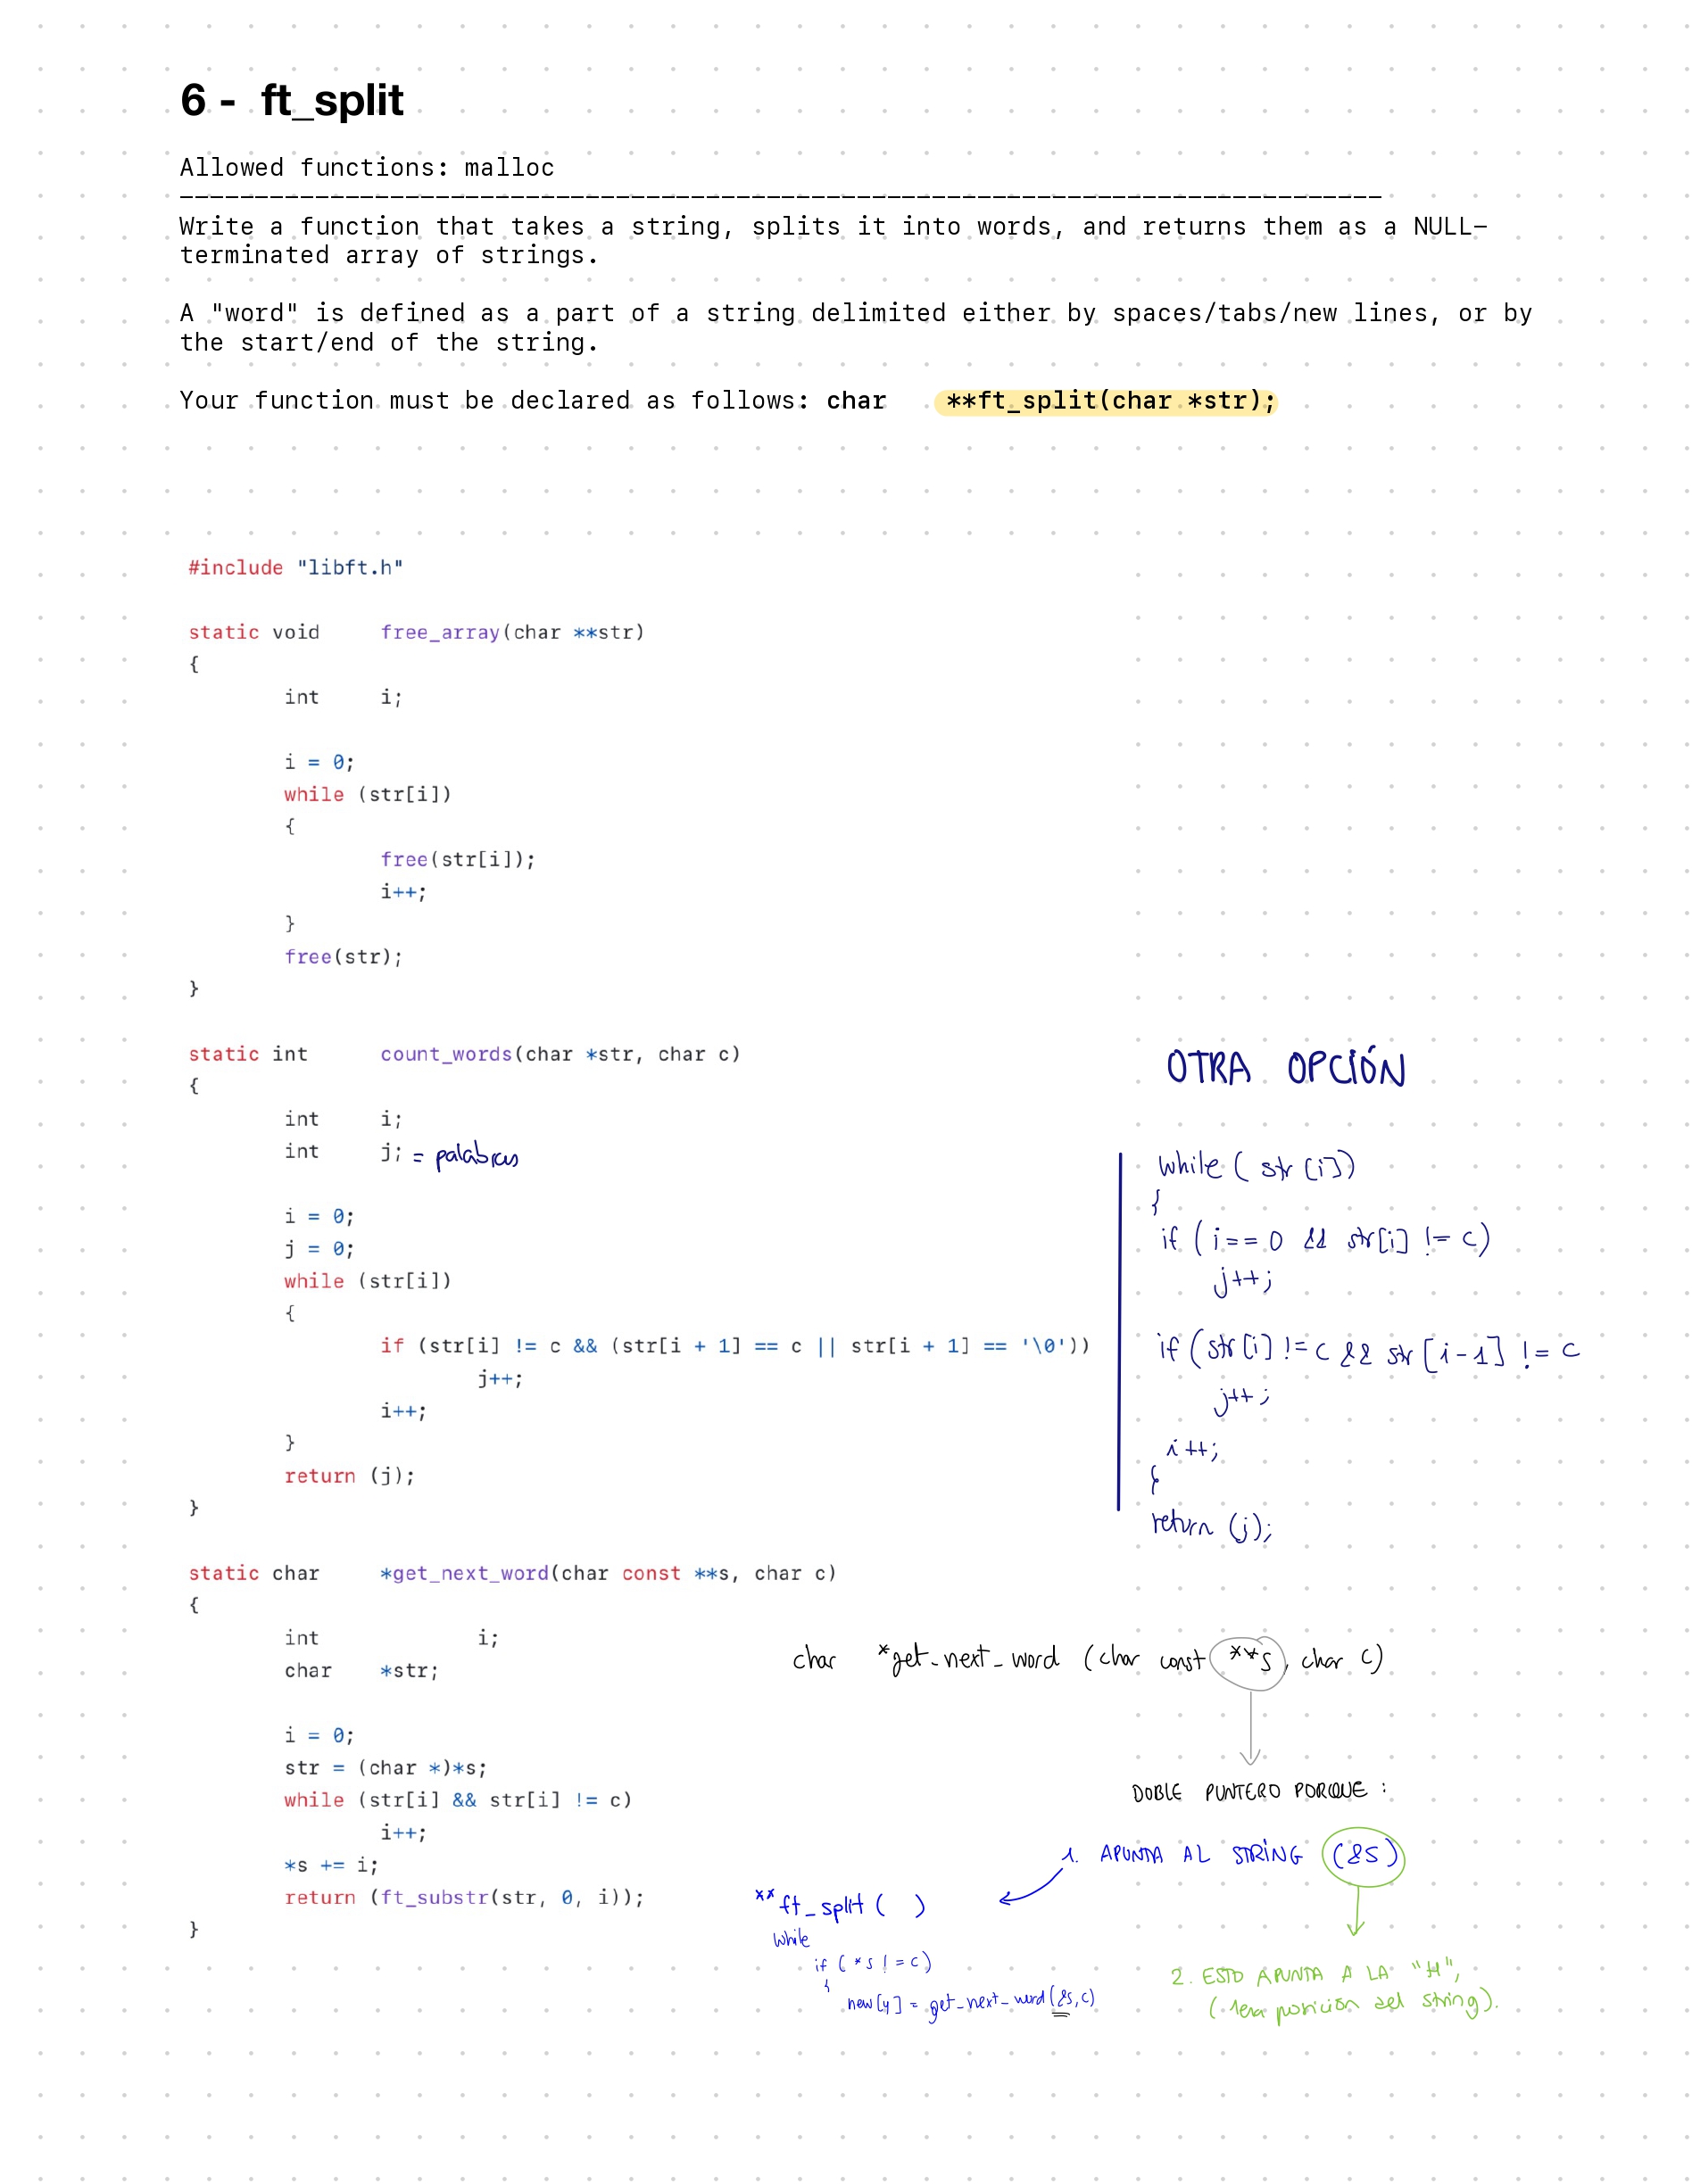 6 - ft_split
Allowed functions: malloc
--------------------------------------------------------------------------------
Write a function that takes a string, splits it into words, and returns them as a NULL-
terminated array of strings.
A "word" is defined as a part of a string delimited either by spaces/tabs/new lines, or by
the start/end of the string.
Your function must be declared as follows: char **ft_split(char *str);
#include "libft.h"
static void free_array(char **str)
{
int i;
i = 0;
while (str[i])
{
free(str[i]);
i++;
}
free(str);
}
static int count_words(char *str, char c)
{
int i;
int j; = palabras
i = 0;
j = 0;
while (str[i])
{
if (str[i] != c && (str[i + 1] == c || str[i + 1] == '\0'))
j++;
i++;
}
return (j);
}
OTRA OPCIÓN
while ( str [i])
{
if ( i == 0 && str[i] != c)
j++;
if (str [i] != c && str [i-1] != c
j++;
i++;
}
return (j);
static char *get_next_word(char const **s, char c)
{
int i;
char *str;
i = 0;
str = (char *)*s;
while (str[i] && str[i] != c)
i++;
*s += i;
return (ft_substr(str, 0, i));
}
char *get_next_word (char const **s, char c)
DOBLE PUNTERO PORQUE :
1. APUNTA AL STRING (&S)
**ft_split ( )
while
if ( *s != c)
{
new[y] = get_next_word(&s,c)
2. ESTO APUNTA A LA "H",
(1era posición del string).